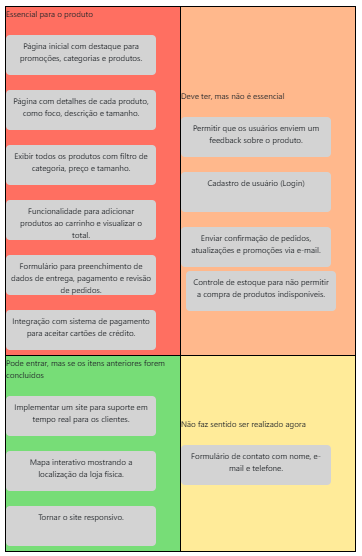 Essencial para o produto
Página inicial com destaque para
promoções, categorias e produtos.
Página com detalhes de cada produto,
como foco, descrição e tamanho.
Exibir todos os produtos com filtro de
categoria, preço e tamanho.
Funcionalidade para adicionar
produtos ao carrinho e visualizar o
total.
Formulário para preenchimento de
dados de entrega, pagamento e revisão
de pedidos.
Integração com sistema de pagamento
para aceitar cartões de crédito.
Deve ter, mas não é essencial
Permitir que os usuários enviem um
feedback sobre o produto.
Cadastro de usuário (Login)
Enviar confirmação de pedidos,
atualizações e promoções via e-mail.
Controle de estoque para não permitir
a compra de produtos indisponiveis.
Pode entrar, mas se os itens anteriores forem
concluídos
Implementar um site para suporte em
tempo real para os clientes.
Mapa interativo mostrando a
localização da loja física.
Tornar o site responsivo.
Não faz sentido ser realizado agora
Formulário de contato com nome, e-
mail e telefone.